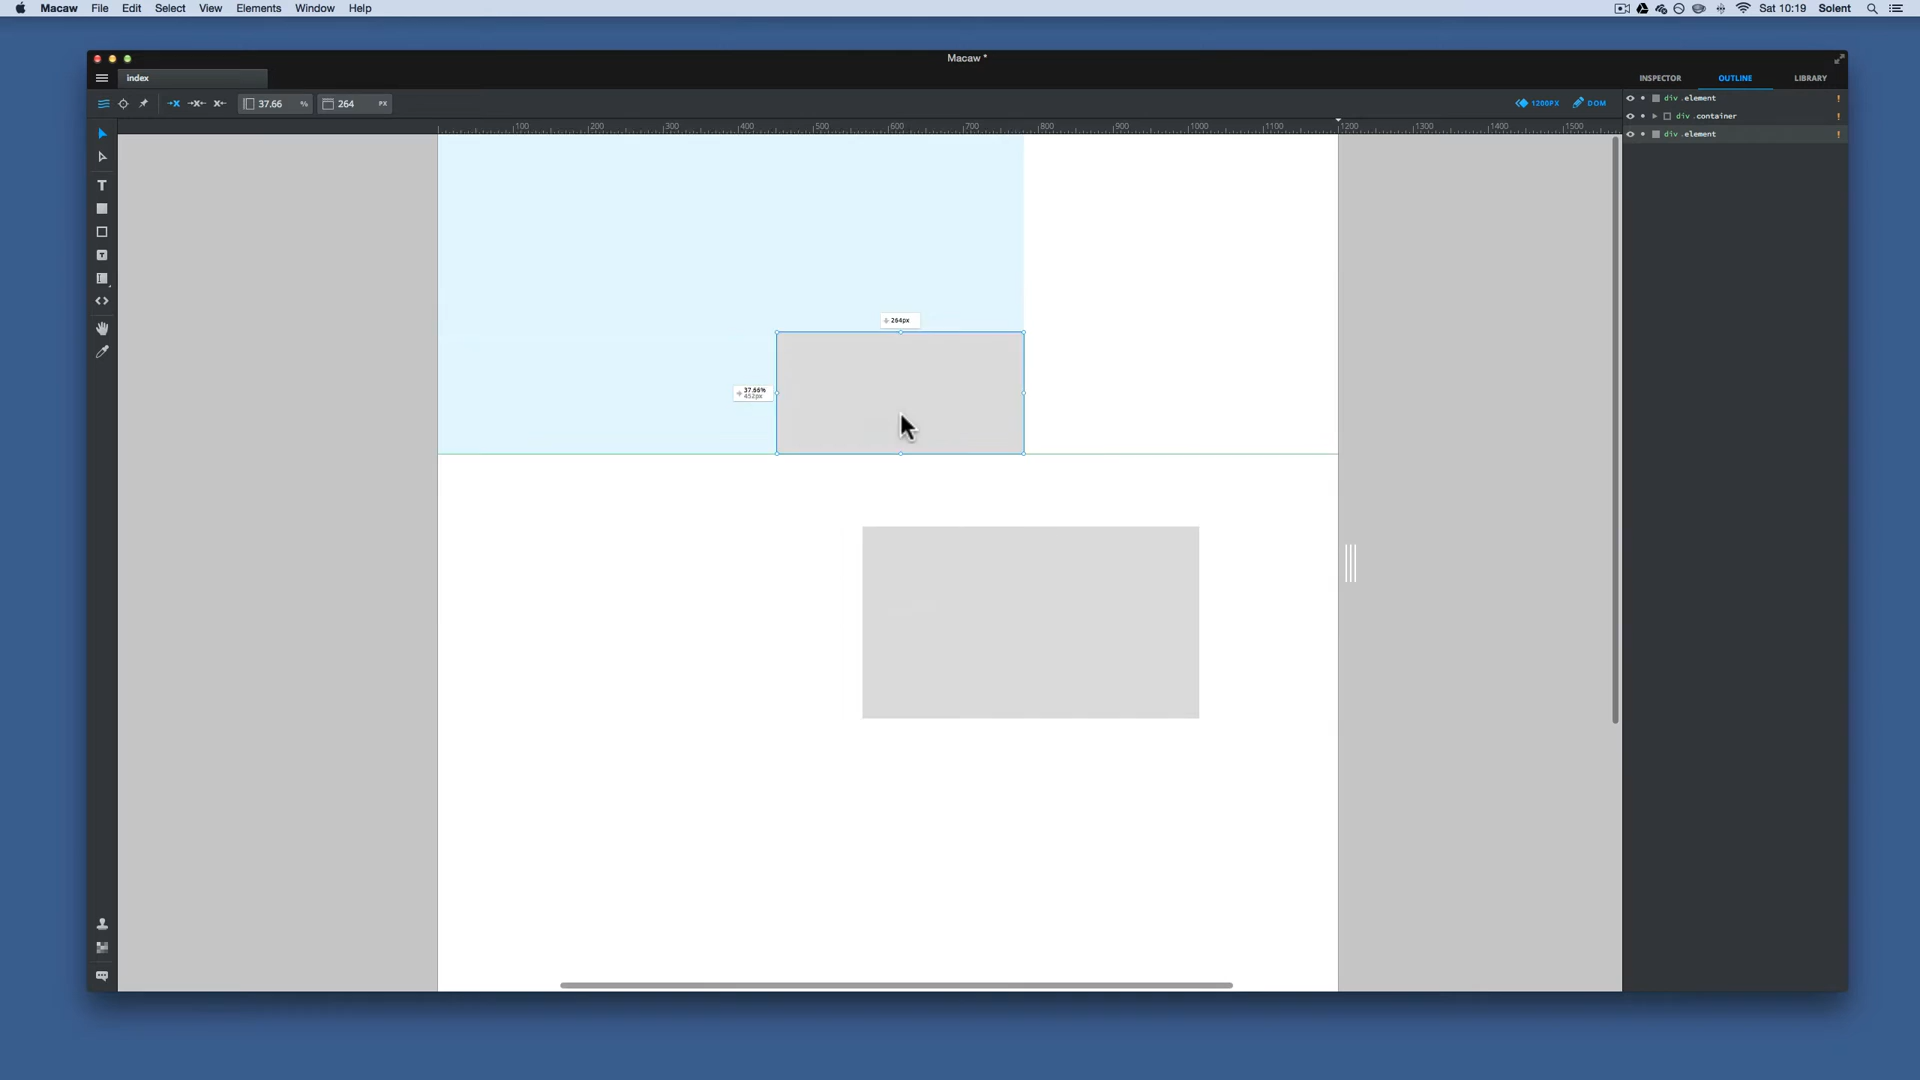 Macaw File Edit Select View Elements Window Help Sat 10:19 Solent
Macaw *
index INSPECTOR OUTLINE LIBRARY
37.66 % 264 PX 1200PX DOM
div .element !
div .container !
div .element !
100 200 300 400 500 600 700 800 900 1000 1100 1200 1300 1400 1500
264px
37.66%
452px